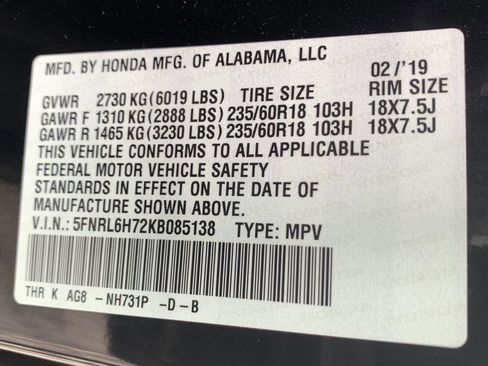 MFD. BY HONDA MFG. OF ALABAMA, LLC
02/'19
GVWR 2730 KG(6019 LBS) TIRE SIZE RIM SIZE
GAWR F 1310 KG(2888 LBS)235/60R18 103H 18X7.5J
GAWR R 1465 KG(3230 LBS)235/60R18 103H 18X7.5J
THIS VEHICLE CONFORMS TO ALL APPLICABLE
FEDERAL MOTOR VEHICLE SAFETY
STANDARDS IN EFFECT ON THE DATE OF
MANUFACTURE SHOWN ABOVE.
V.I.N.: 5FNRL6H72KB085138 TYPE: MPV
THR K AG8 -NH731P -D-B